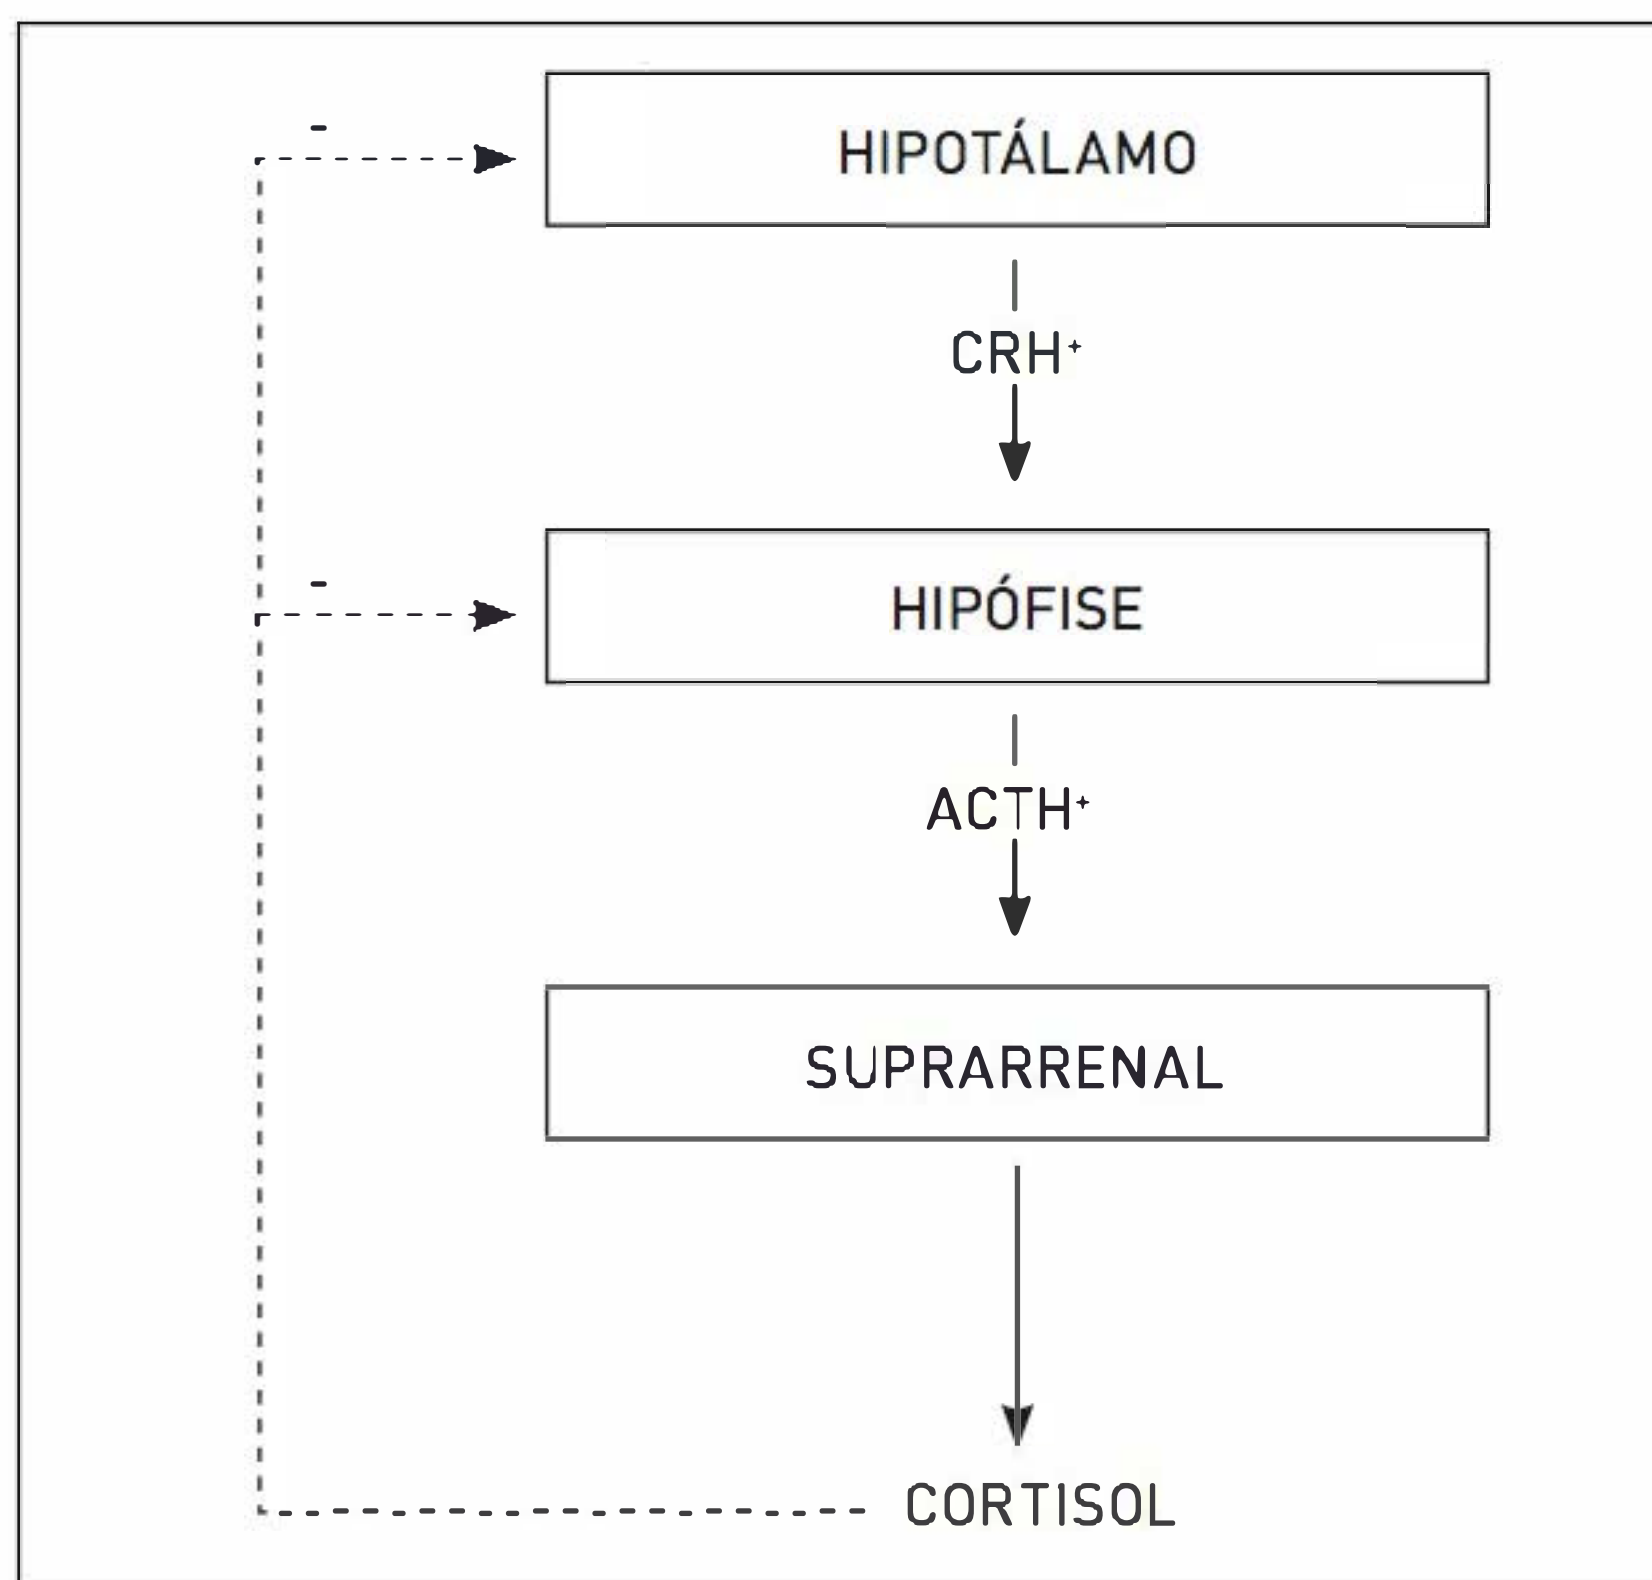 -
HIPOTÁLAMO
CRH⁺
-
HIPÓFISE
ACTH⁺
SUPRARRENAL
CORTISOL